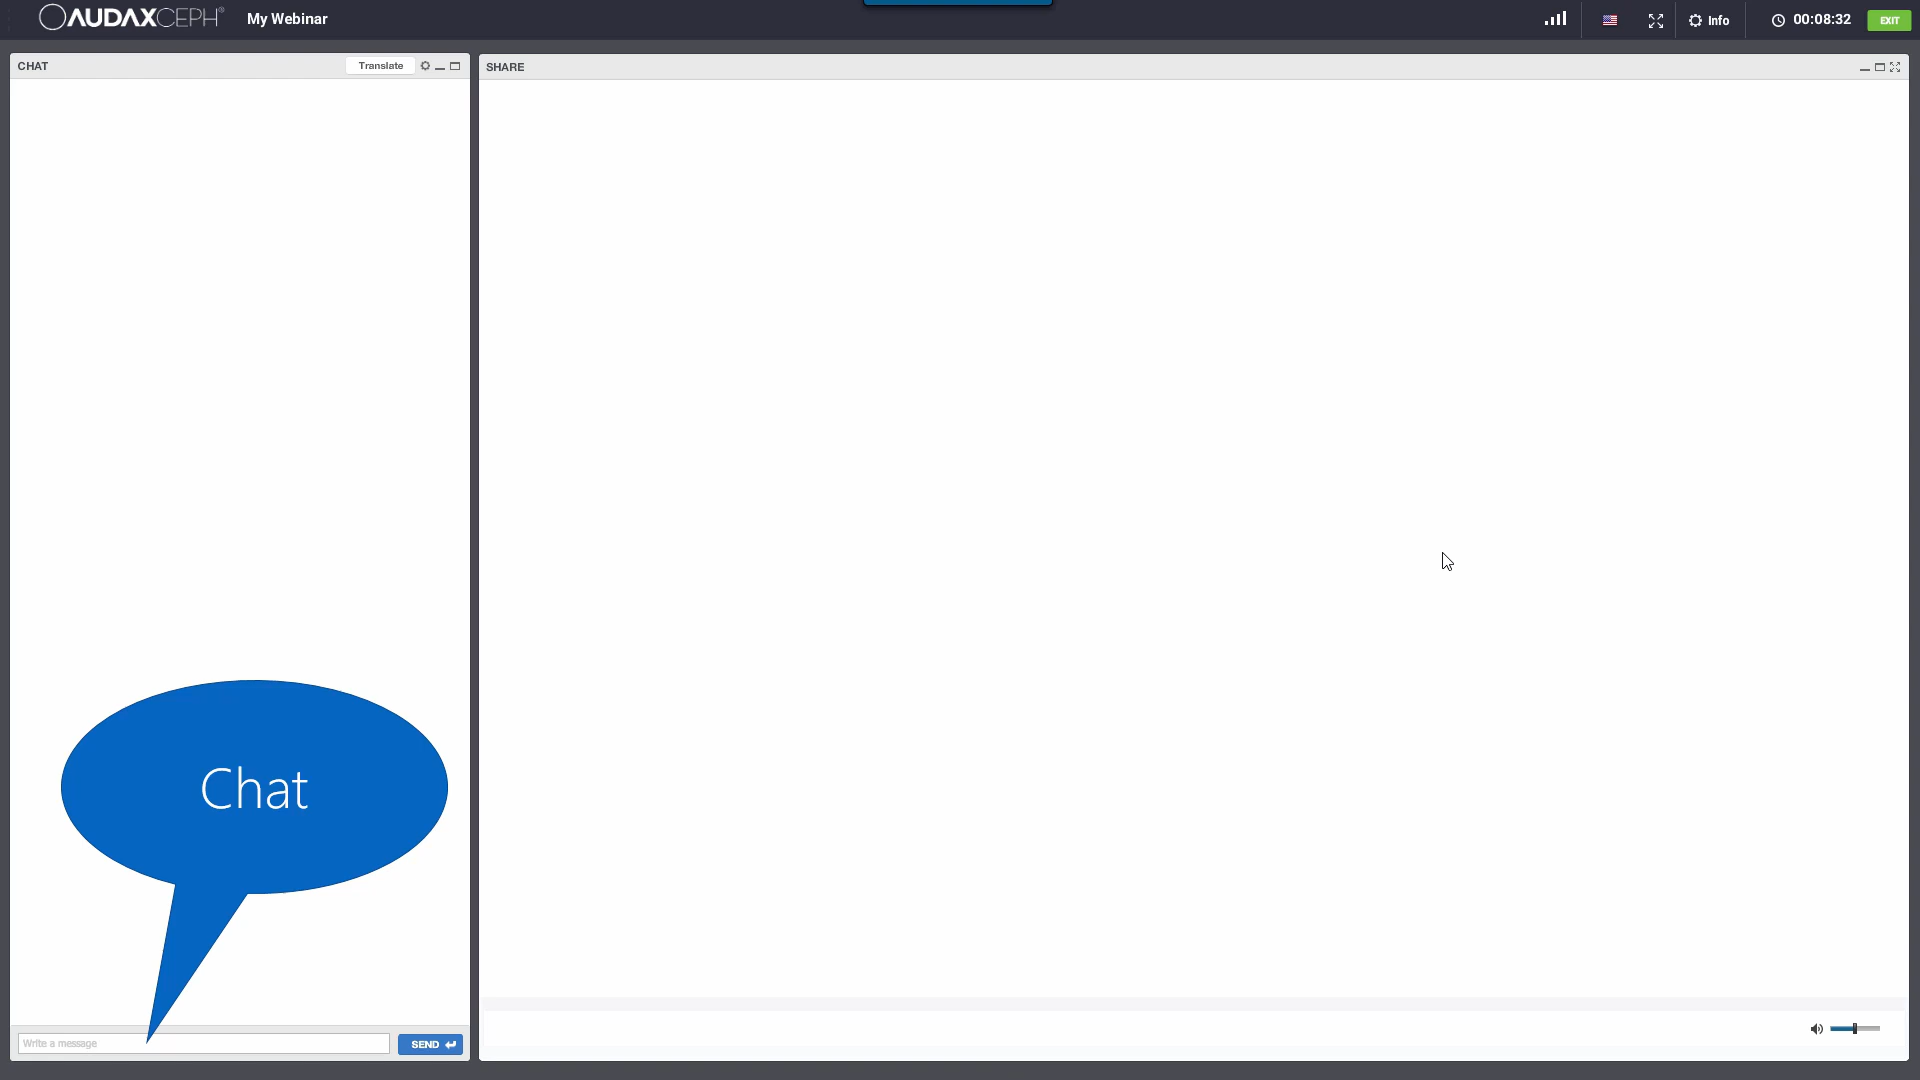 AUDAXCEPH® My Webinar Info 00:08:32 EXIT
CHAT Translate SHARE
Chat
Write a message SEND